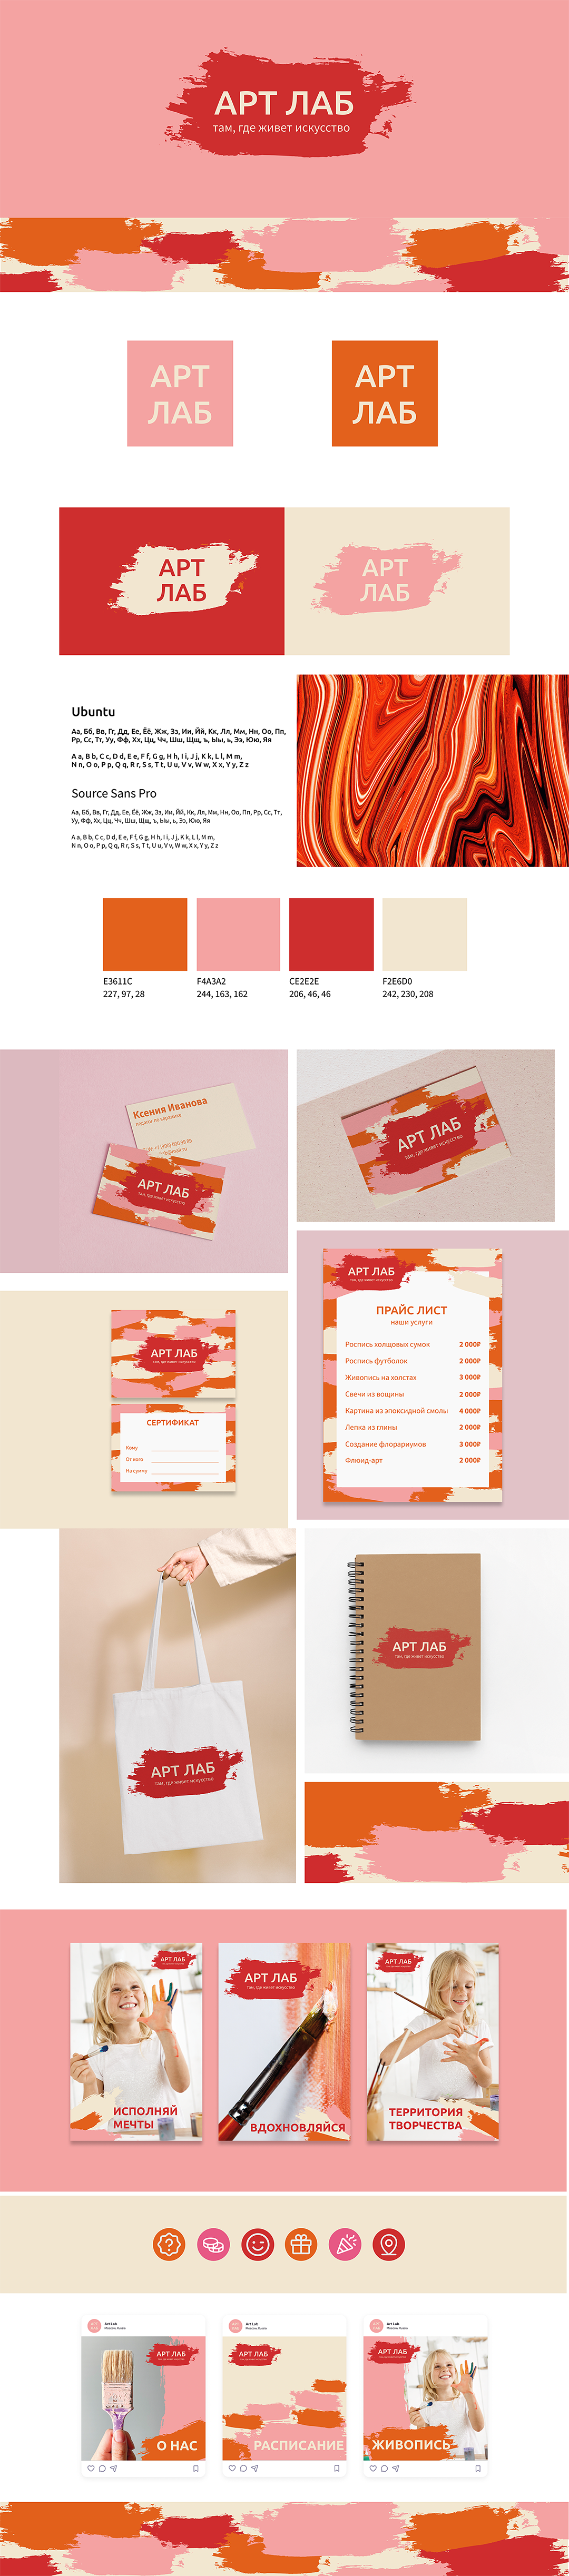 АРТ ЛАБ
там, где живет искусство
АРТ
ЛАБ
АРТ
ЛАБ
АРТ
ЛАБ
АРТ
ЛАБ
Ubuntu
Аа, Бб, Вв, Гг, Дд, Ее, Ёё, Жж, Зз, Ии, Йй, Кк, Лл, Мм, Нн, Оо, Пп,
Рр, Сс, Тт, Уу, Фф, Хх, Цц, Чч, Шш, Щщ, ъ, Ыы, ь, Ээ, Юю, Яя
A a, B b, C c, D d, E e, F f, G g, H h, I i, J j, K k, L l, M m,
N n, O o, P p, Q q, R r, S s, T t, U u, V v, W w, X x, Y y, Z z
Source Sans Pro
Аа, Бб, Вв, Гг, Дд, Ее, Ёё, Жж, Зз, Ии, Йй, Кк, Лл, Мм, Нн, Оо, Пп, Рр, Сс, Тт,
Уу, Фф, Хх, Цц, Чч, Шш, Щщ, ъ, Ыы, ь, Ээ, Юю, Яя
A a, B b, C c, D d, E e, F f, G g, H h, I i, J j, K k, L l, M m,
N n, O o, P p, Q q, R r, S s, T t, U u, V v, W w, X x, Y y, Z z
E3611C
227, 97, 28
F4A3A2
244, 163, 162
CE2E2E
206, 46, 46
F2E6D0
242, 230, 208
Ксения Иванова
педагог по керамике
АРТ ЛАБ
там, где живет искусство
АРТ ЛАБ
там, где живет искусство
АРТ ЛАБ
там, где живет искусство
СЕРТИФИКАТ
Кому
От кого
На сумму
АРТ ЛАБ
там, где живет искусство
ПРАЙС ЛИСТ
наши услуги
Роспись холщовых сумок 2 000₽
Роспись футболок 2 000₽
Живопись на холстах 3 000₽
Свечи из вощины 2 000₽
Картина из эпоксидной смолы 4 000₽
Лепка из глины 2 000₽
Создание флорариумов 3 000₽
Флюид-арт 2 000₽
АРТ ЛАБ
там, где живет искусство
АРТ ЛАБ
там, где живет искусство
АРТ ЛАБ
ИСПОЛНЯЙ
МЕЧТЫ
АРТ ЛАБ
там, где живет искусство
ВДОХНОВЛЯЙСЯ
АРТ ЛАБ
ТЕРРИТОРИЯ
ТВОРЧЕСТВА
Art Lab
АРТ ЛАБ
О НАС
Art Lab
АРТ ЛАБ
РАСПИСАНИЕ
Art Lab
АРТ ЛАБ
ЖИВОПИСЬ